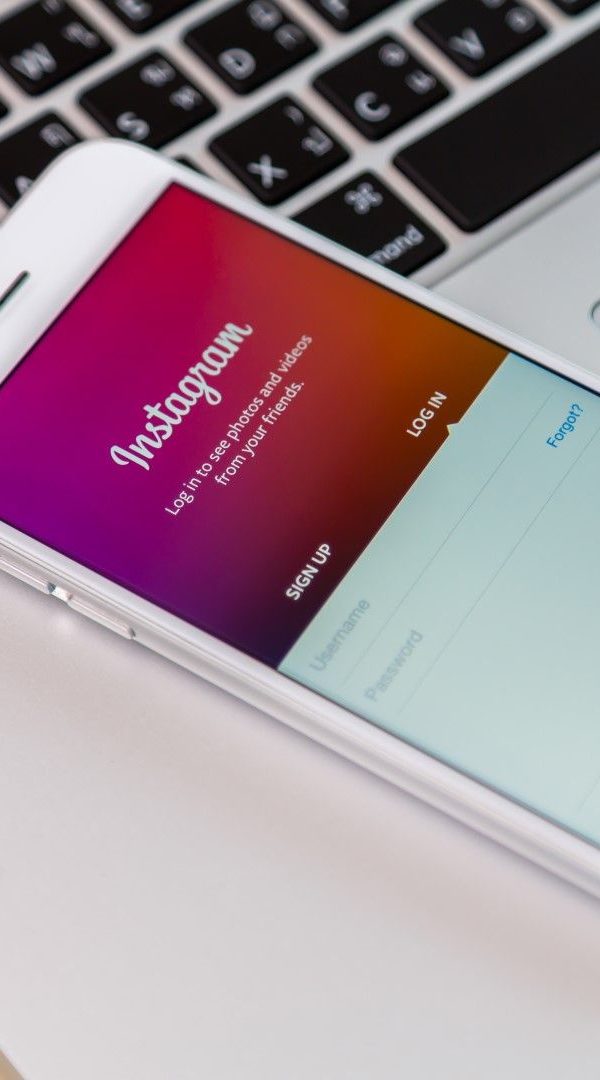 W
D
V
S
C
A
X
⌘
mand
Instagram
Log in to see photos and videos
from your friends.
SIGN UP
LOG IN
Username
Password
Forgot?